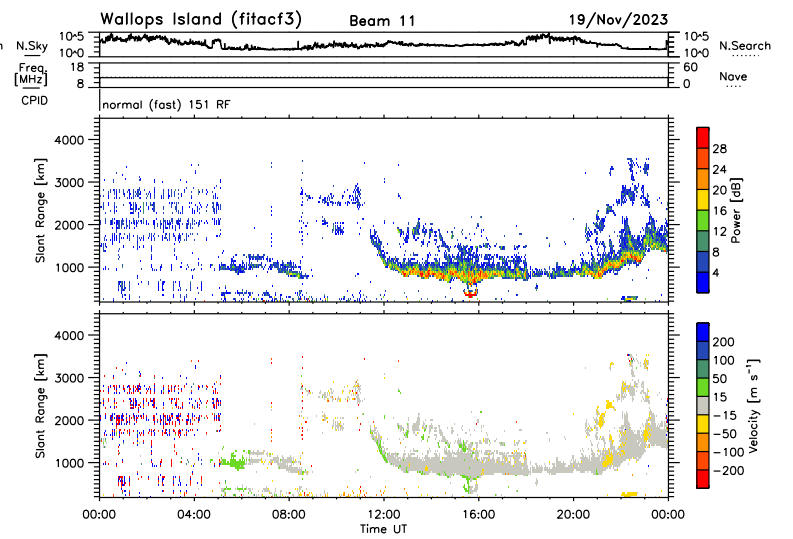 Wallops Island (fitacf3) Beam 11 19/Nov/2023
n N.Sky 10^5 10^0 10^5 10^0 N.Search
Freq. [MHz] 18 8 60 0 Nave
CPID normal (fast) 151 RF
Slant Range [km] 4000 3000 2000 1000
28 24 20 16 12 8 4 Power [dB]
Slant Range [km] 4000 3000 2000 1000
200 100 50 15 -15 -50 -100 -200 Velocity [m s⁻¹]
00:00 04:00 08:00 12:00 16:00 20:00 00:00
Time UT